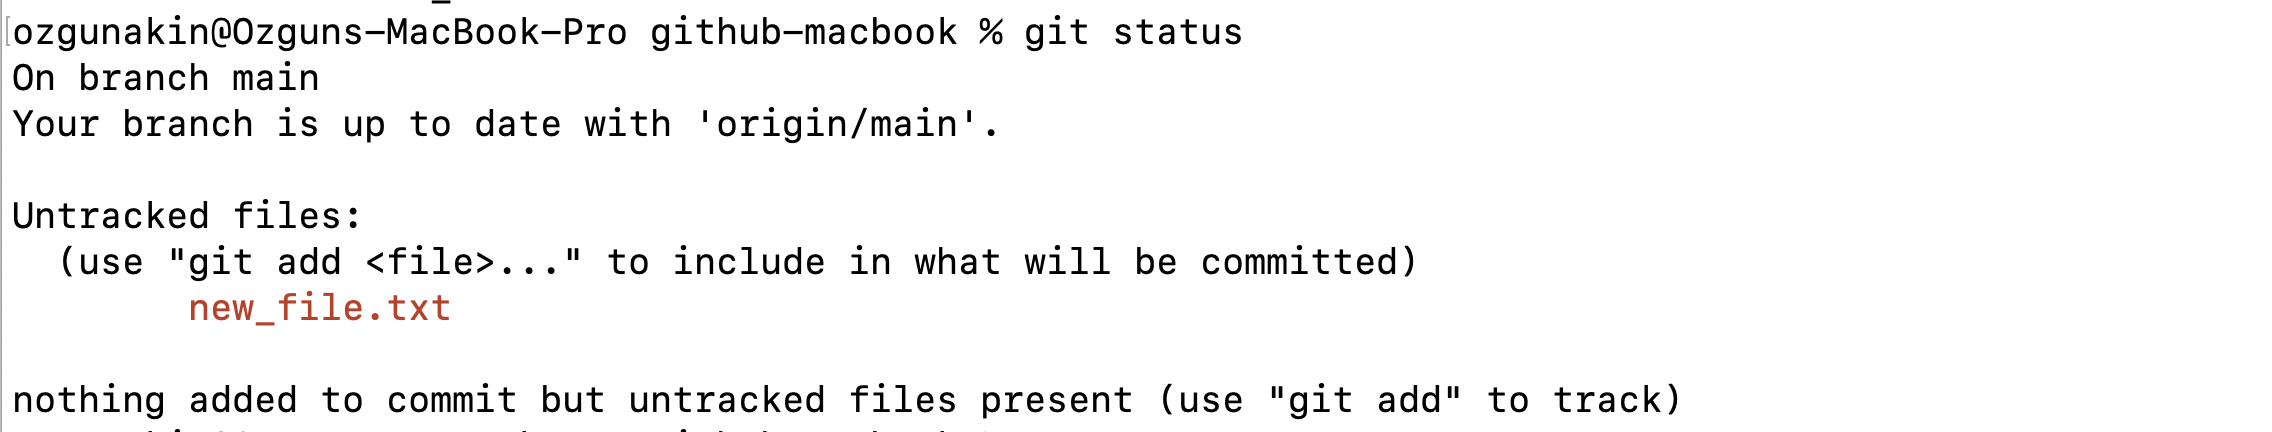 ozgunakin@Ozguns-MacBook-Pro github-macbook % git status
On branch main
Your branch is up to date with 'origin/main'.
Untracked files:
(use "git add <file>..." to include in what will be committed)
new_file.txt
nothing added to commit but untracked files present (use "git add" to track)